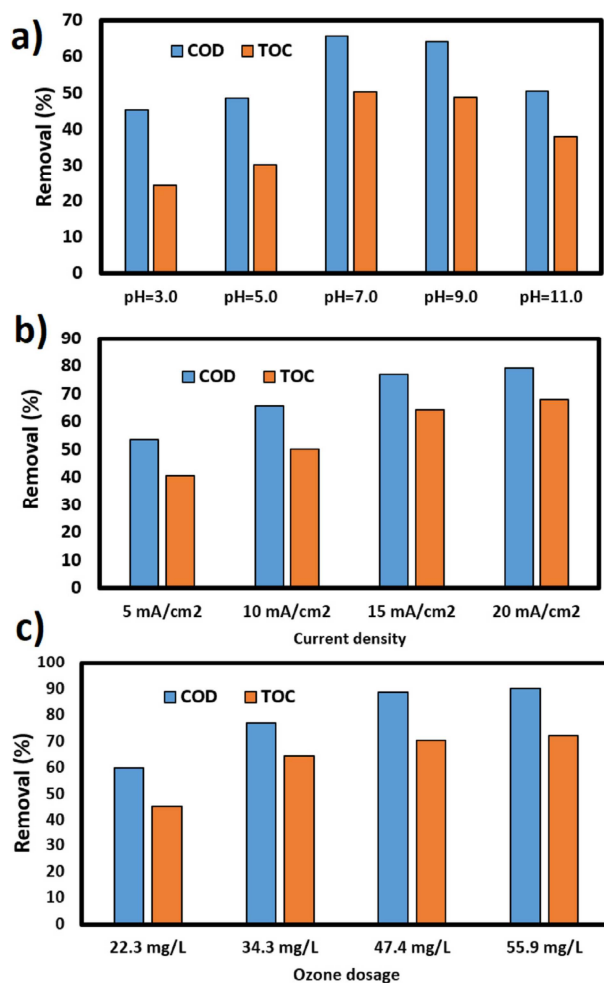 a)
70
60
50
40
30
20
10
0
Removal (%)
COD TOC
pH=3.0 pH=5.0 pH=7.0 pH=9.0 pH=11.0
b)
90
80
70
60
50
40
30
20
10
0
Removal (%)
COD TOC
5 mA/cm2 10 mA/cm2 15 mA/cm2 20 mA/cm2
Current density
c)
100
90
80
70
60
50
40
30
20
10
0
Removal (%)
COD TOC
22.3 mg/L 34.3 mg/L 47.4 mg/L 55.9 mg/L
Ozone dosage